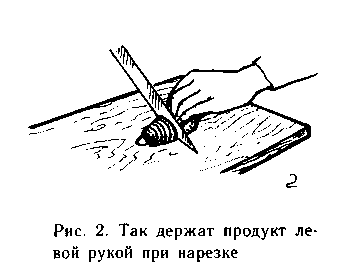 2
Рис. 2. Так держат продукт ле-
вой рукой при нарезке